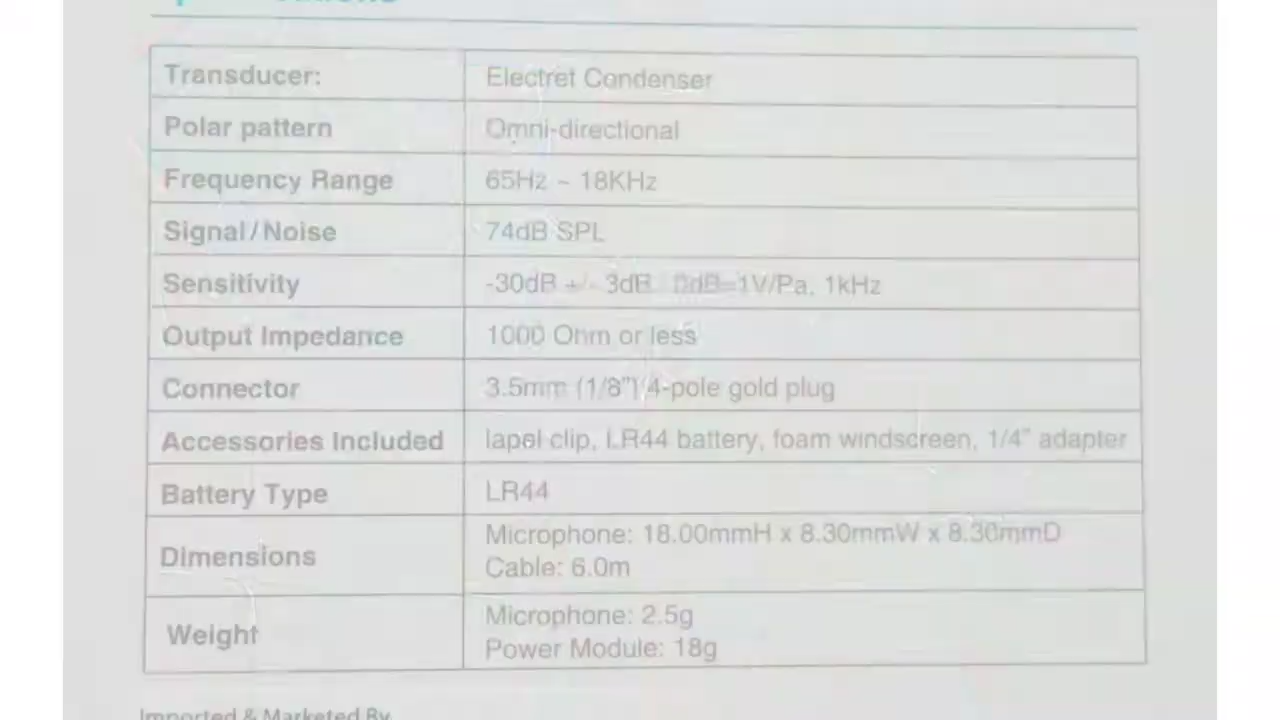 Transducer: Electret Condenser
Polar pattern Omni-directional
Frequency Range 65Hz ~ 18KHz
Signal/Noise 74dB SPL
Sensitivity -30dB +/- 3dB 0dB=1V/Pa, 1kHz
Output Impedance 1000 Ohm or less
Connector 3.5mm (1/8") 4-pole gold plug
Accessories Included lapel clip, LR44 battery, foam windscreen, 1/4" adapter
Battery Type LR44
Dimensions Microphone: 18.00mmH x 8.30mmW x 8.30mmD
Cable: 6.0m
Weight Microphone: 2.5g
Power Module: 18g
Imported & Marketed By